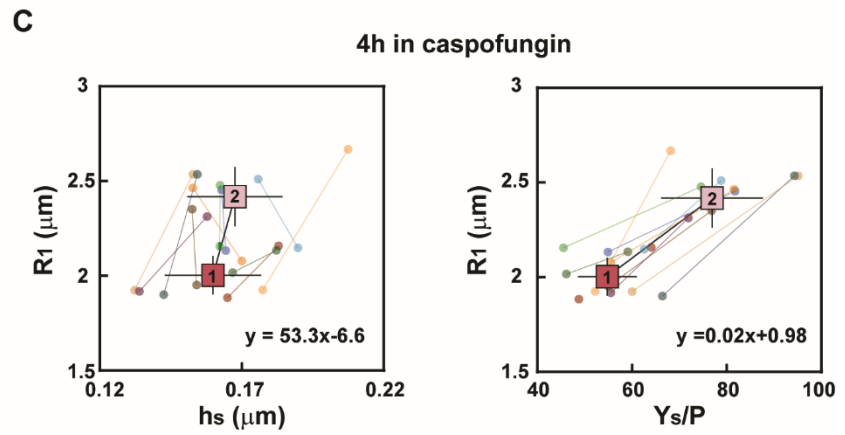 C
4h in caspofungin
3
2.5
2
1.5
R1 (μm)
2
1
y = 53.3x-6.6
0.12
0.17
0.22
hs (μm)
3
2.5
2
1.5
R1 (μm)
2
1
y =0.02x+0.98
40
60
80
100
Ys/P